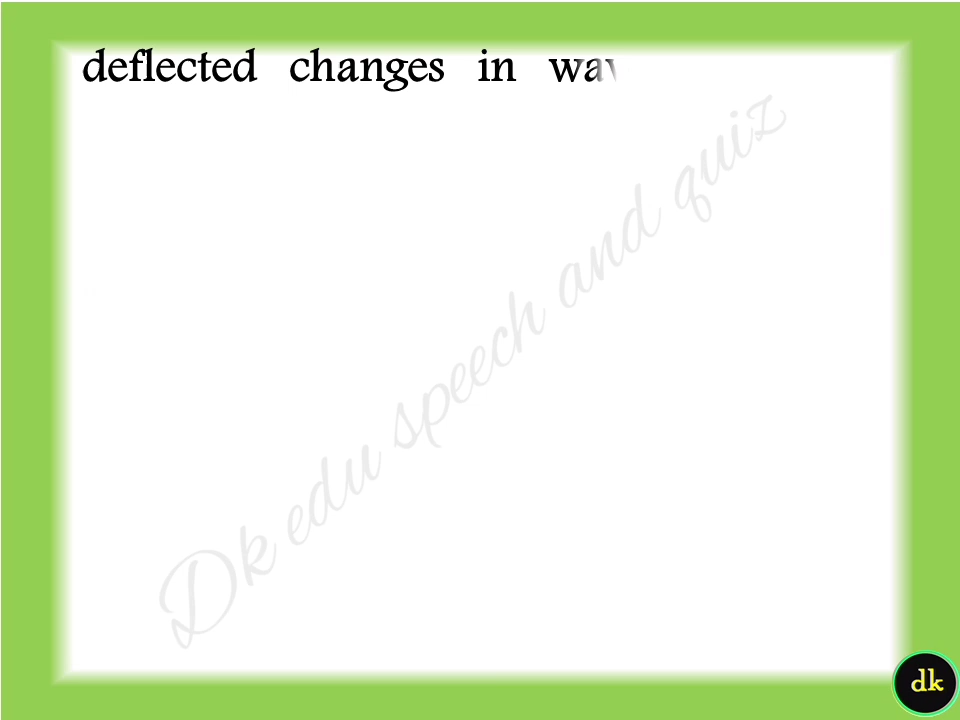 deflected changes in
Dk edu speech and quiz
dk